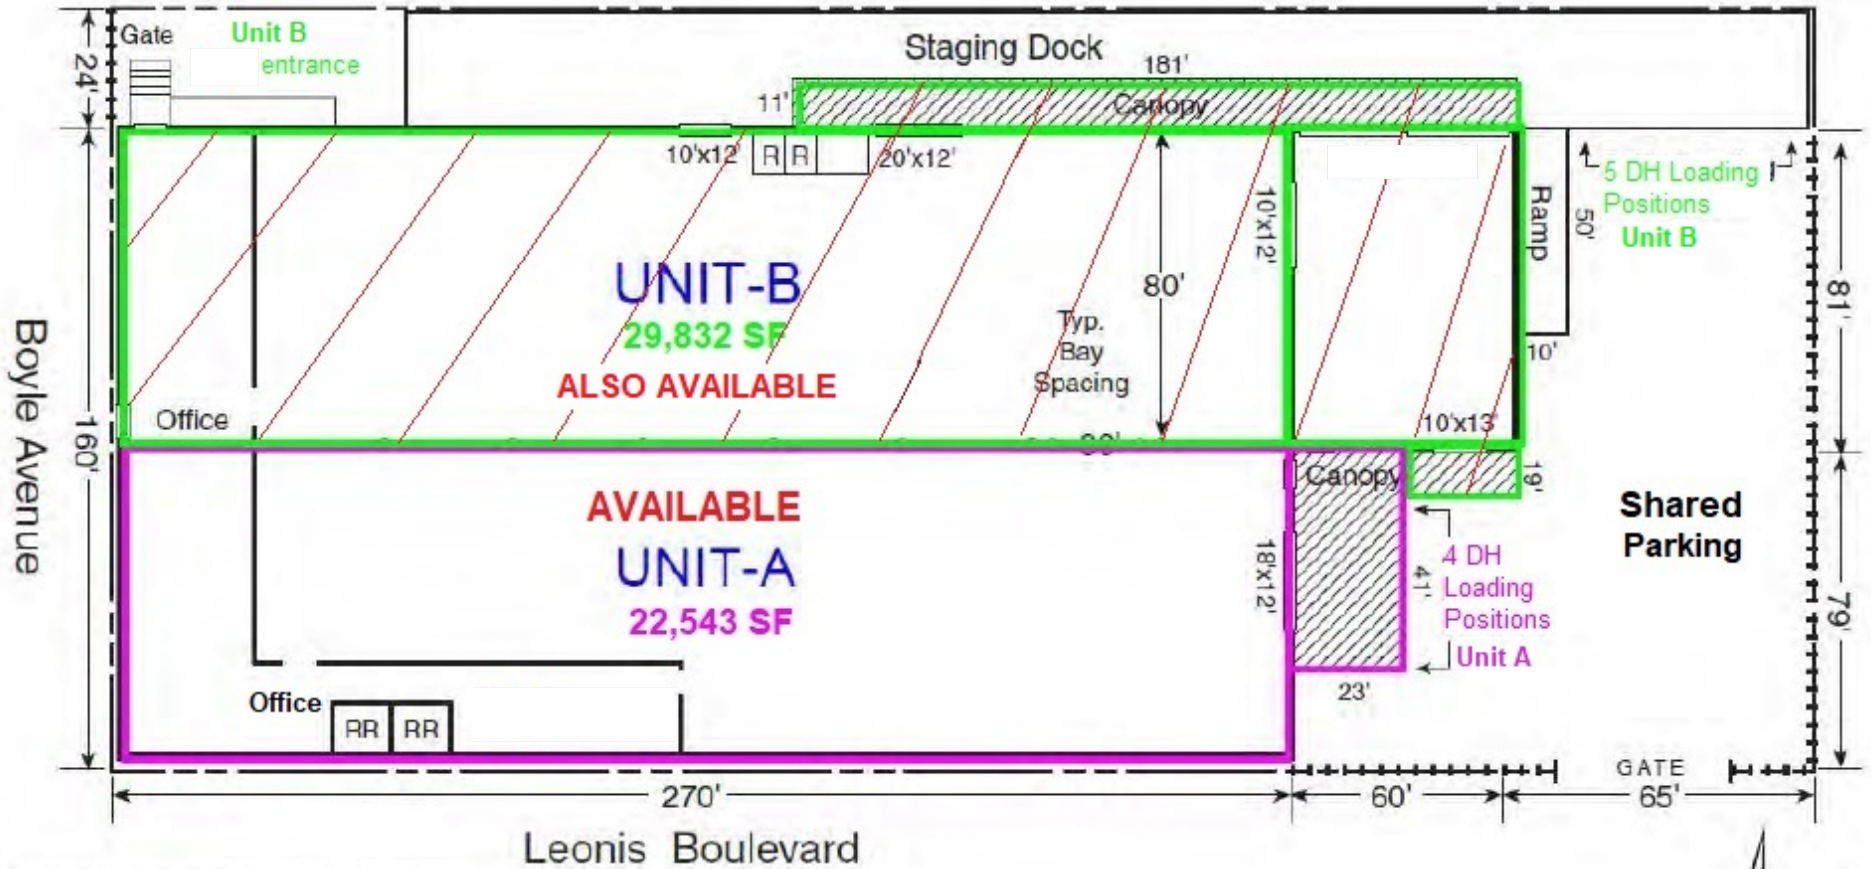 Gate
Unit B
entrance
24'
Staging Dock
181'
11'
Canopy
10'x12'
R R
20'x12'
5 DH Loading
Positions
Unit B
Ramp
50'
10'x12'
80'
UNIT-B
29,832 SF
ALSO AVAILABLE
Typ.
Bay
Spacing
10'
81'
Boyle Avenue
160'
Office
10'x13'
Canopy
19'
AVAILABLE
UNIT-A
22,543 SF
18'x12'
41'
4 DH
Loading
Positions
Unit A
Shared
Parking
79'
23'
Office
RR RR
GATE
270'
60'
65'
Leonis Boulevard